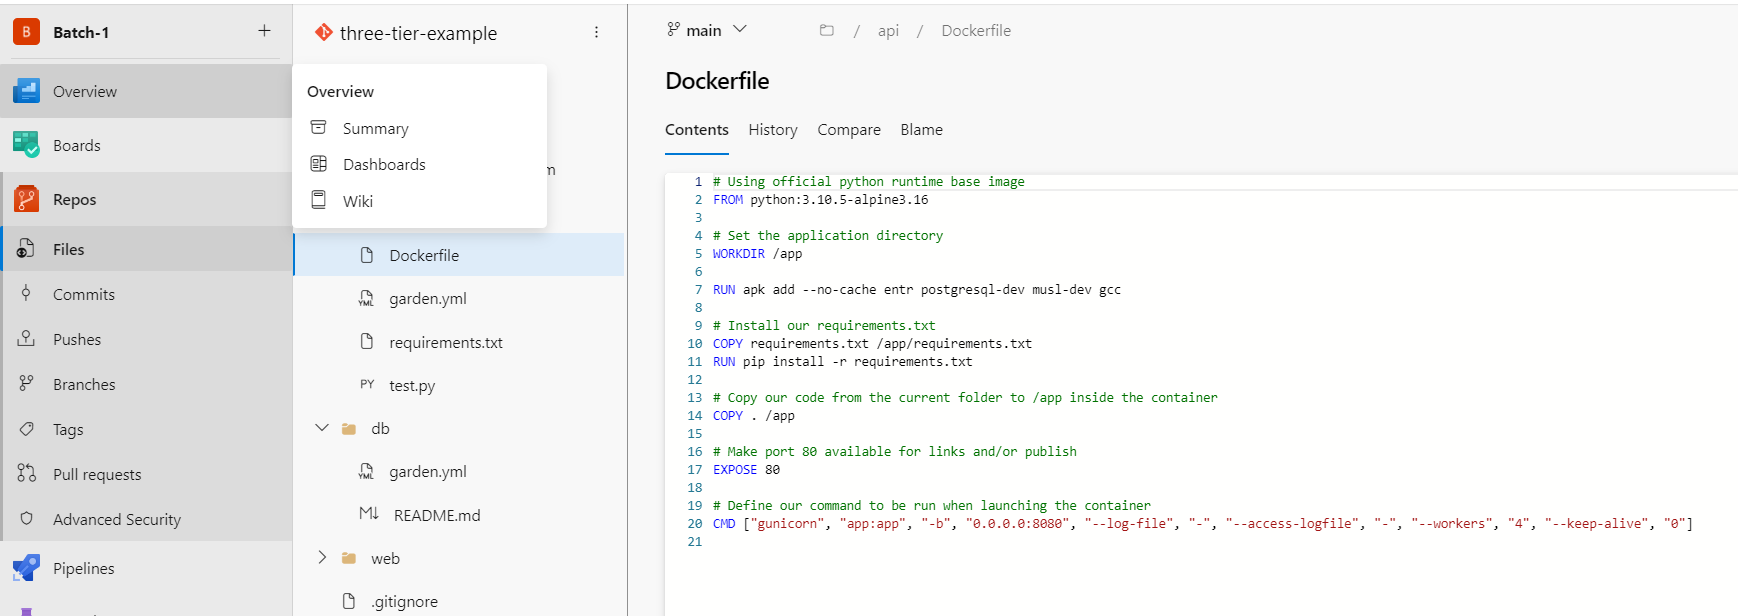 B Batch-1 +
Overview
Boards
Repos
Files
Commits
Pushes
Branches
Tags
Pull requests
Advanced Security
Pipelines
three-tier-example
Overview
Summary
Dashboards
Wiki
m
Dockerfile
YML garden.yml
requirements.txt
PY test.py
db
YML garden.yml
M↓ README.md
web
.gitignore
main / api / Dockerfile
Dockerfile
Contents History Compare Blame
1 # Using official python runtime base image
2 FROM python:3.10.5-alpine3.16
3
4 # Set the application directory
5 WORKDIR /app
6
7 RUN apk add --no-cache entr postgresql-dev musl-dev gcc
8
9 # Install our requirements.txt
10 COPY requirements.txt /app/requirements.txt
11 RUN pip install -r requirements.txt
12
13 # Copy our code from the current folder to /app inside the container
14 COPY . /app
15
16 # Make port 80 available for links and/or publish
17 EXPOSE 80
18
19 # Define our command to be run when launching the container
20 CMD ["gunicorn", "app:app", "-b", "0.0.0.0:8080", "--log-file", "-", "--access-logfile", "-", "--workers", "4", "--keep-alive", "0"]
21